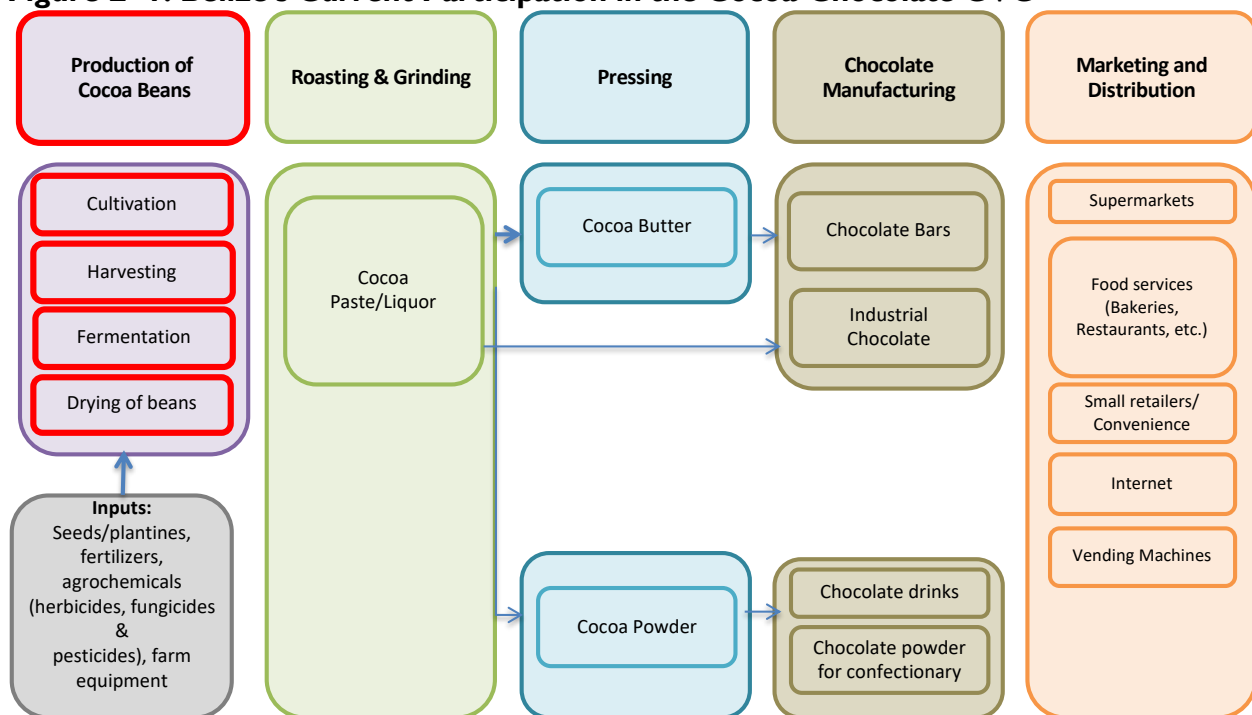 Production of
Cocoa Beans
Roasting & Grinding
Pressing
Chocolate
Manufacturing
Marketing and
Distribution
Cultivation
Harvesting
Fermentation
Drying of beans
Inputs:
Seeds/plantines,
fertilizers,
agrochemicals
(herbicides, fungicides
&
pesticides), farm
equipment
Cocoa
Paste/Liquor
Cocoa Butter
Cocoa Powder
Chocolate Bars
Industrial
Chocolate
Chocolate drinks
Chocolate powder
for confectionary
Supermarkets
Food services
(Bakeries,
Restaurants, etc.)
Small retailers/
Convenience
Internet
Vending Machines